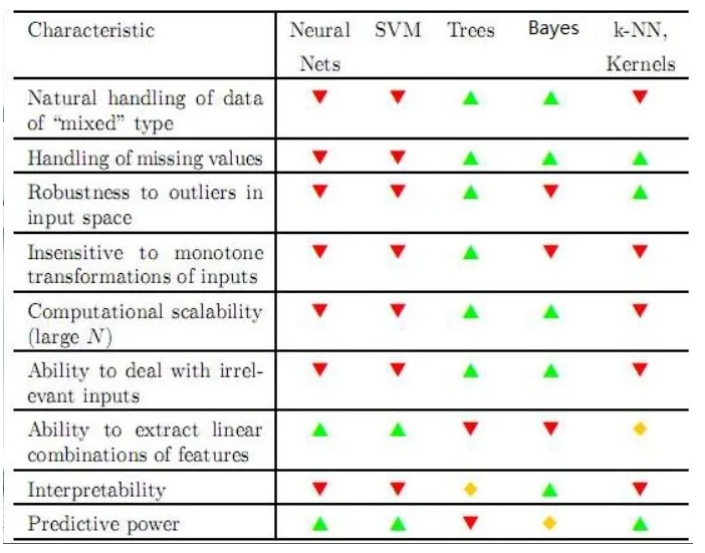 Characteristic Neural SVM Trees Bayes k-NN,
Nets Kernels
Natural handling of data
of “mixed” type
Handling of missing values
Robustness to outliers in
input space
Insensitive to monotone
transformations of inputs
Computational scalability
(large N)
Ability to deal with irrel-
evant inputs
Ability to extract linear
combinations of features
Interpretability
Predictive power